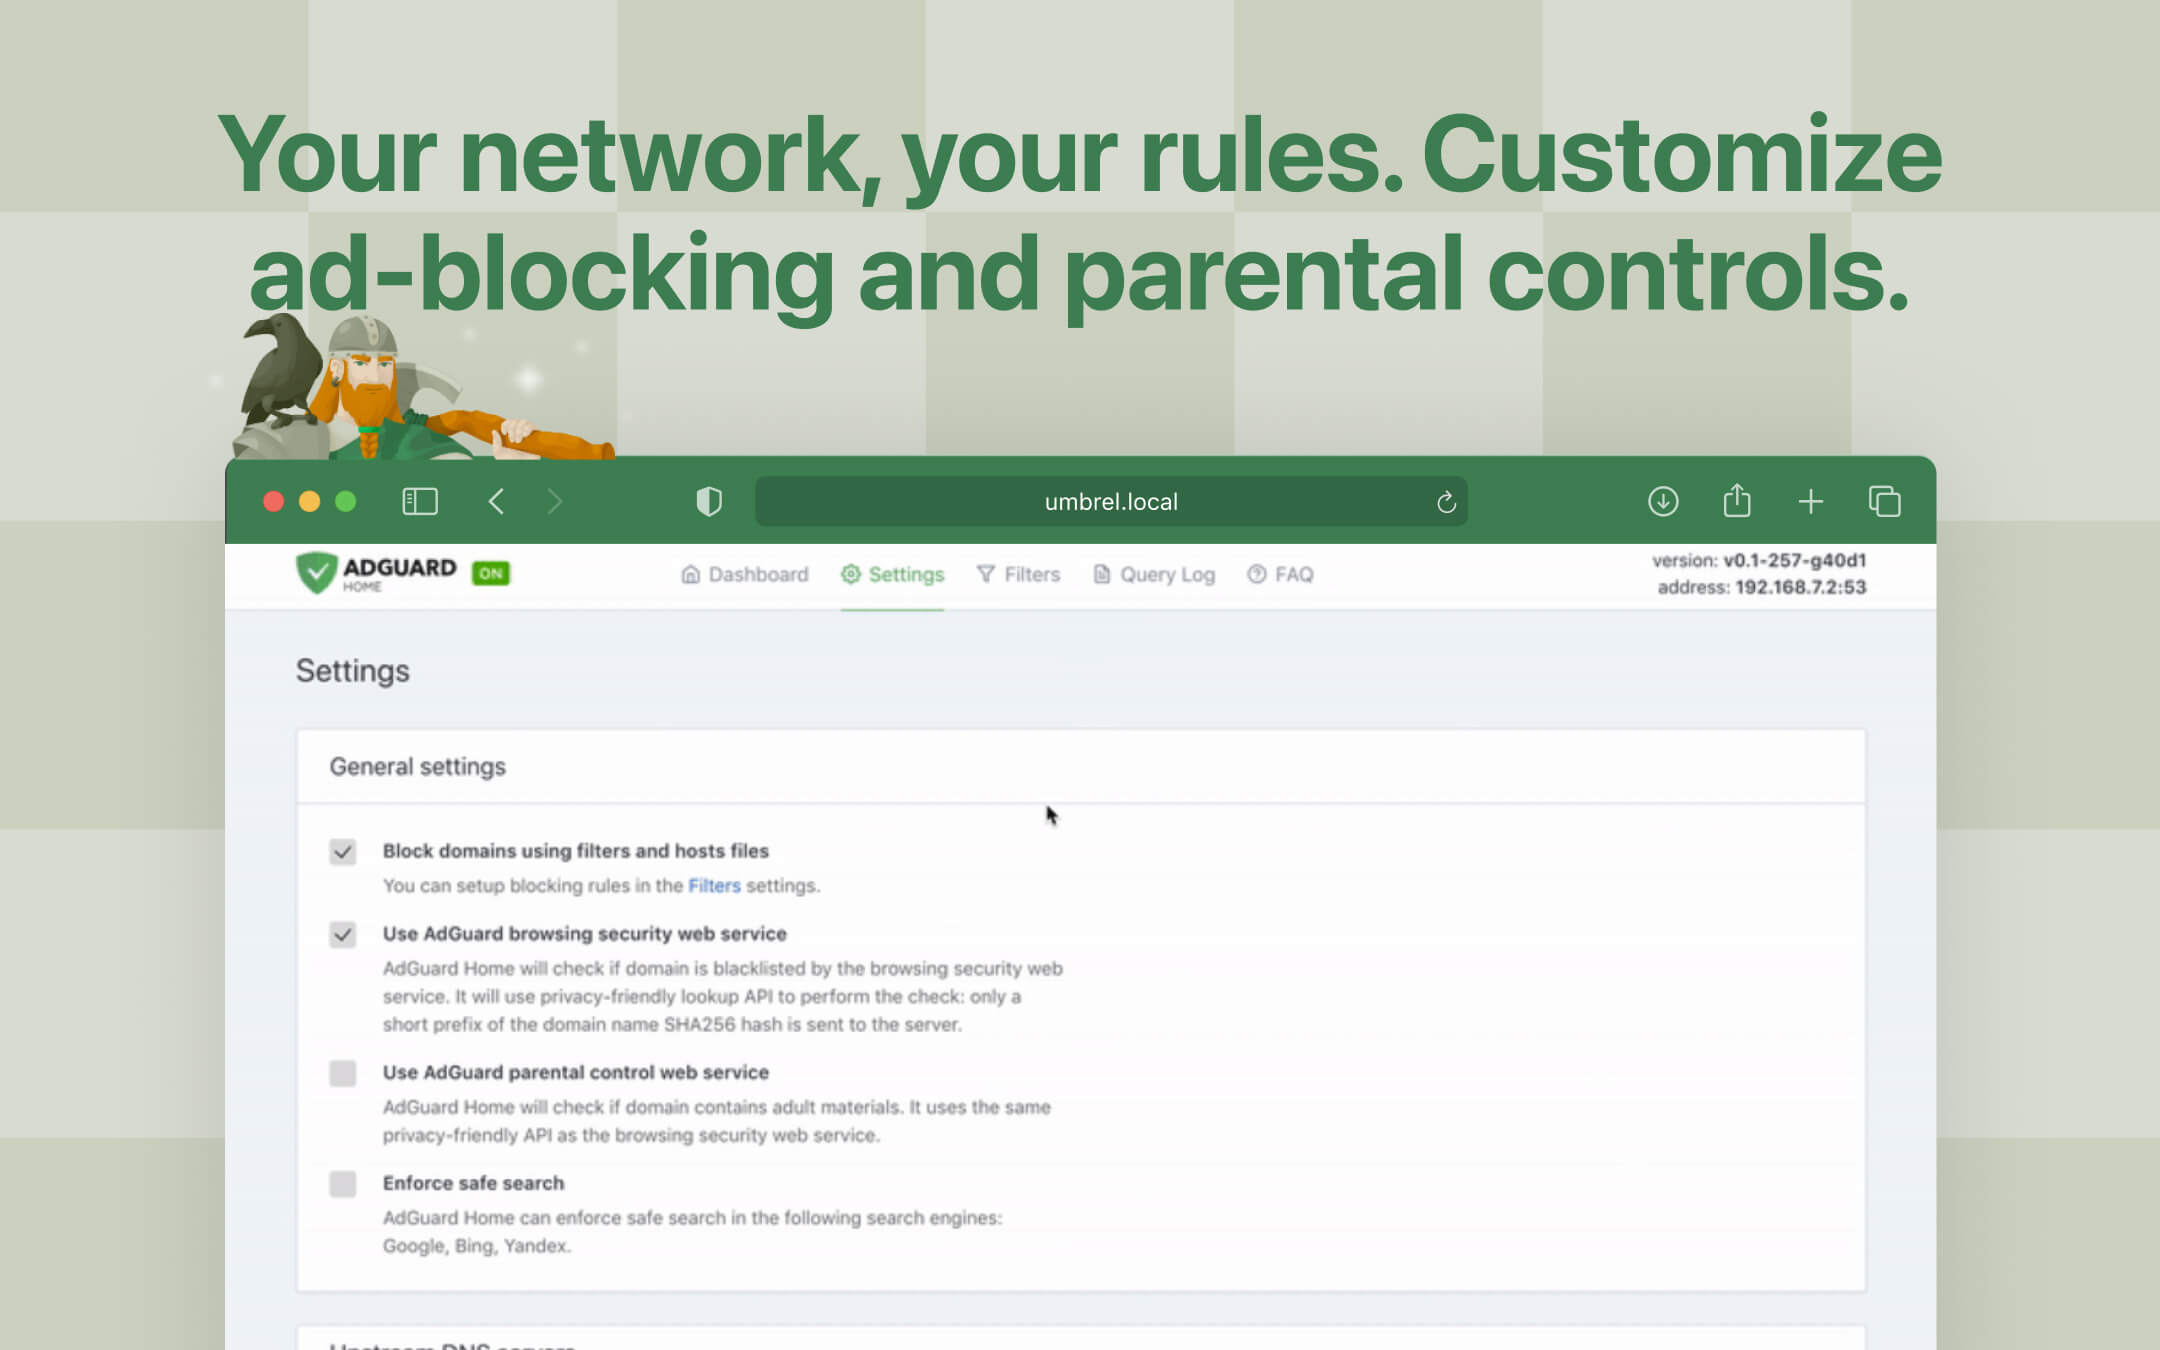 Your network, your rules. Customize
ad-blocking and parental controls.
umbrel.local
ADGUARD
HOME
ON
Dashboard
Settings
Filters
Query Log
FAQ
version: v0.1-257-g40d1
address: 192.168.7.2:53
Settings
General settings
Block domains using filters and hosts files
You can setup blocking rules in the Filters settings.
Use AdGuard browsing security web service
AdGuard Home will check if domain is blacklisted by the browsing security web
service. It will use privacy-friendly lookup API to perform the check: only a
short prefix of the domain name SHA256 hash is sent to the server.
Use AdGuard parental control web service
AdGuard Home will check if domain contains adult materials. It uses the same
privacy-friendly API as the browsing security web service.
Enforce safe search
AdGuard Home can enforce safe search in the following search engines:
Google, Bing, Yandex.
Upstream DNS servers